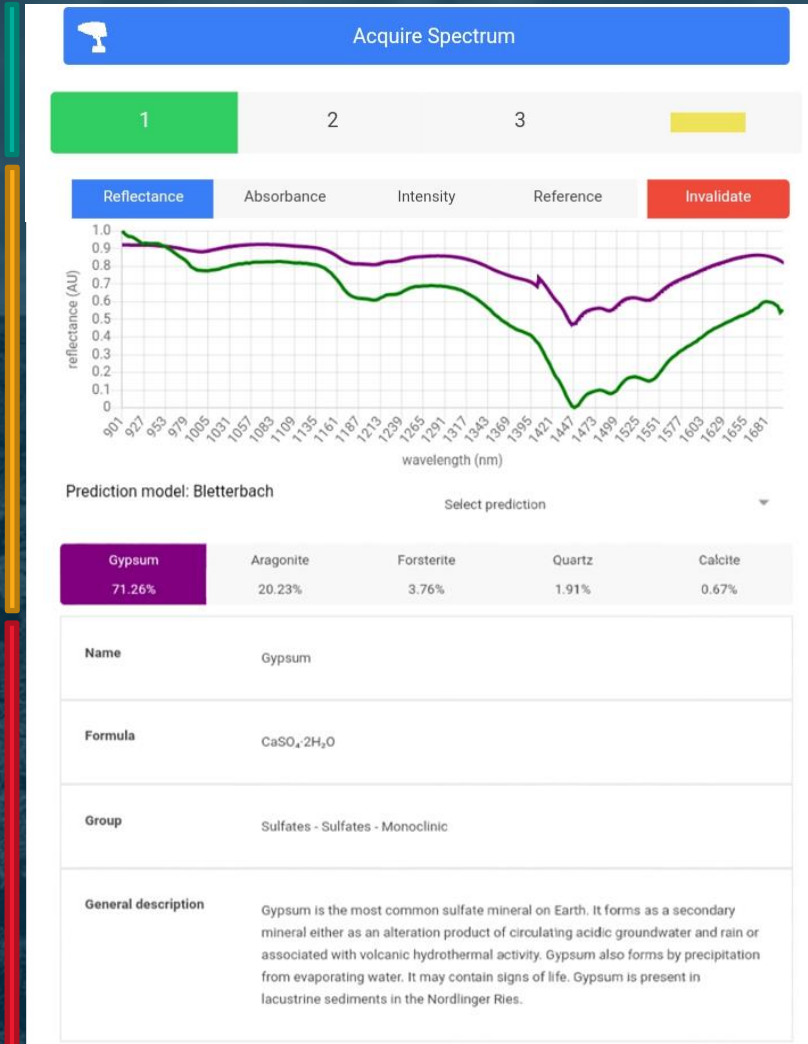 Acquire Spectrum
1 2 3
Reflectance Absorbance Intensity Reference Invalidate
1.0
0.9
0.8
0.7
0.6
0.5
0.4
0.3
0.2
0.1
0
reflectance (AU)
901 927 953 979 1005 1031 1057 1083 1109 1135 1161 1187 1213 1239 1265 1291 1317 1343 1369 1395 1421 1447 1473 1499 1525 1551 1577 1603 1629 1655 1681
wavelength (nm)
Prediction model: Bletterbach
Select prediction
Gypsum Aragonite Forsterite Quartz Calcite
71.26% 20.23% 3.76% 1.91% 0.67%
Name Gypsum
Formula CaSO₄·2H₂O
Group Sulfates - Sulfates - Monoclinic
General description
Gypsum is the most common sulfate mineral on Earth. It forms as a secondary
mineral either as an alteration product of circulating acidic groundwater and rain or
associated with volcanic hydrothermal activity. Gypsum also forms by precipitation
from evaporating water. It may contain signs of life. Gypsum is present in
lacustrine sediments in the Nordlinger Ries.